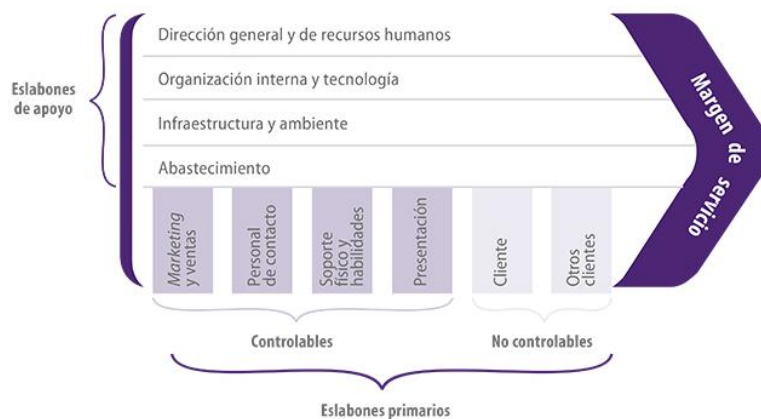 Dirección general y de recursos humanos
Eslabones
de apoyo
Organización interna y tecnología
Infraestructura y ambiente
Abastecimiento
Margen de servicio
Marketing
y ventas
Personal
de contacto
Soporte
físico y
habilidades
Presentación
Cliente
Otros
clientes
Controlables
No controlables
Eslabones primarios